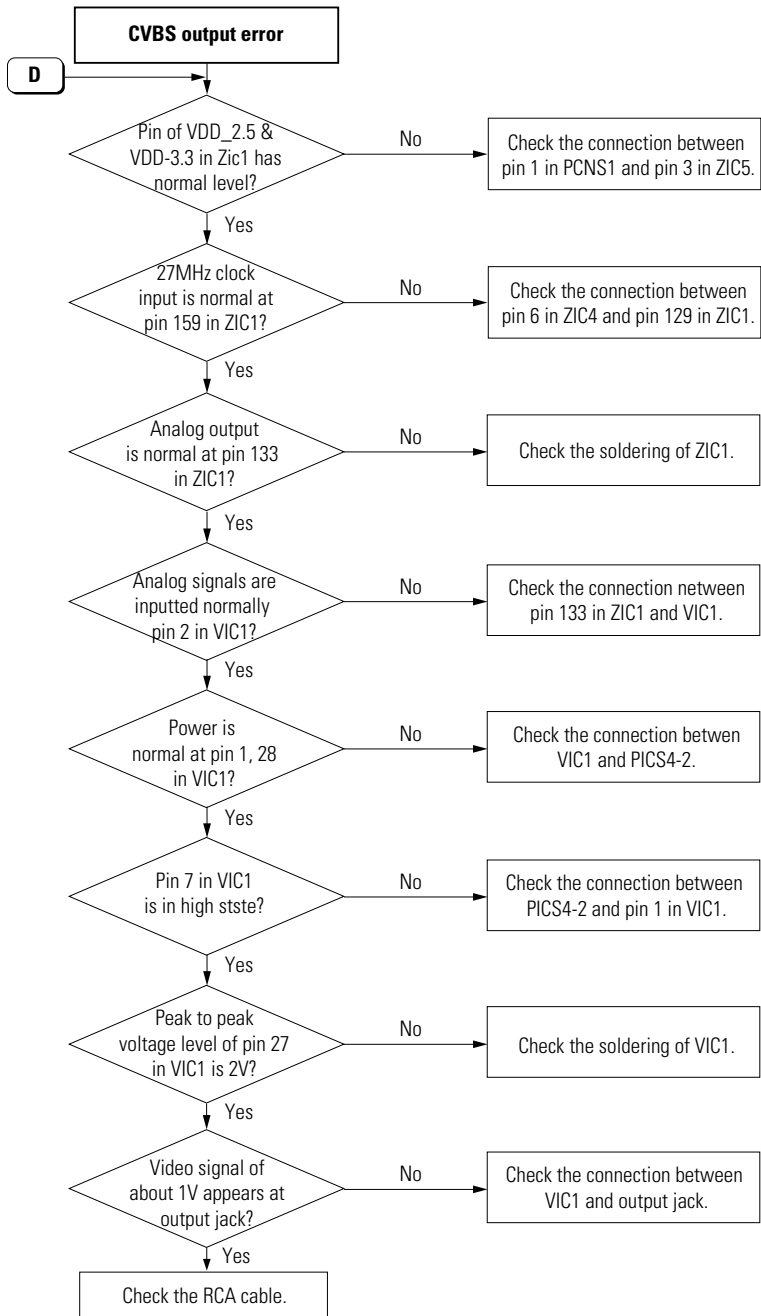 CVBS output error
D
Pin of VDD_2.5 &
VDD-3.3 in Zic1 has
normal level?
No
Check the connection between
pin 1 in PCNS1 and pin 3 in ZIC5.
Yes
27MHz clock
input is normal at
pin 159 in ZIC1?
No
Check the connection between
pin 6 in ZIC4 and pin 129 in ZIC1.
Yes
Analog output
is normal at pin 133
in ZIC1?
No
Check the soldering of ZIC1.
Yes
Analog signals are
inputted normally
pin 2 in VIC1?
No
Check the connection netween
pin 133 in ZIC1 and VIC1.
Yes
Power is
normal at pin 1, 28
in VIC1?
No
Check the connection betwen
VIC1 and PICS4-2.
Yes
Pin 7 in VIC1
is in high stste?
No
Check the connection between
PICS4-2 and pin 1 in VIC1.
Yes
Peak to peak
voltage level of pin 27
in VIC1 is 2V?
No
Check the soldering of VIC1.
Yes
Video signal of
about 1V appears at
output jack?
No
Check the connection between
VIC1 and output jack.
Yes
Check the RCA cable.